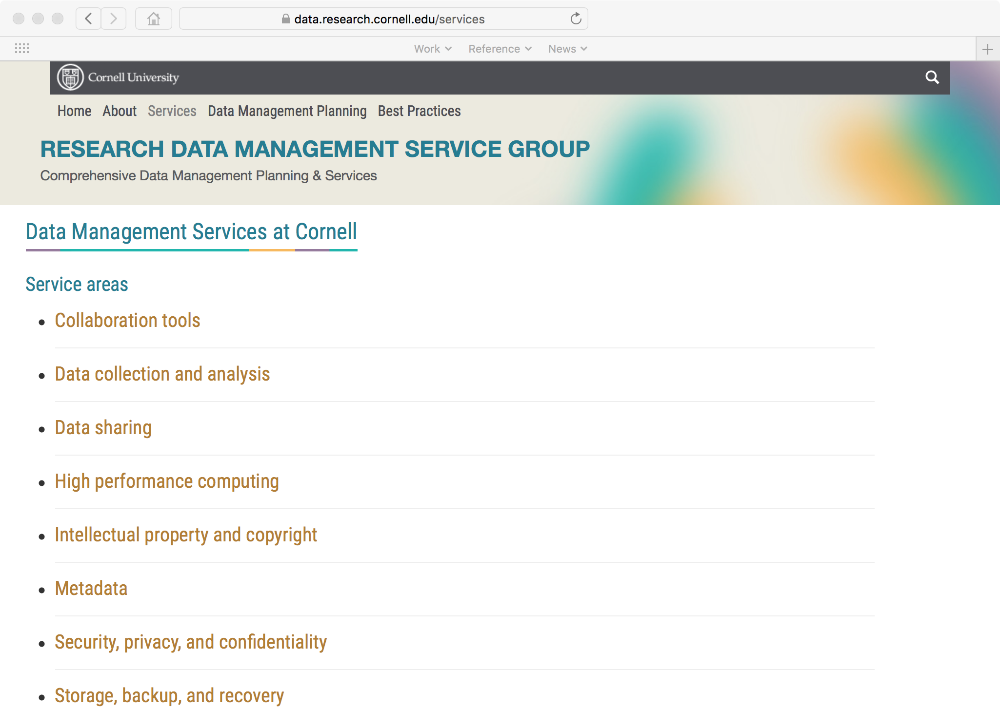 data.research.cornell.edu/services
Work Reference News
Cornell University
Home About Services Data Management Planning Best Practices
RESEARCH DATA MANAGEMENT SERVICE GROUP
Comprehensive Data Management Planning & Services
Data Management Services at Cornell
Service areas
• Collaboration tools
• Data collection and analysis
• Data sharing
• High performance computing
• Intellectual property and copyright
• Metadata
• Security, privacy, and confidentiality
• Storage, backup, and recovery